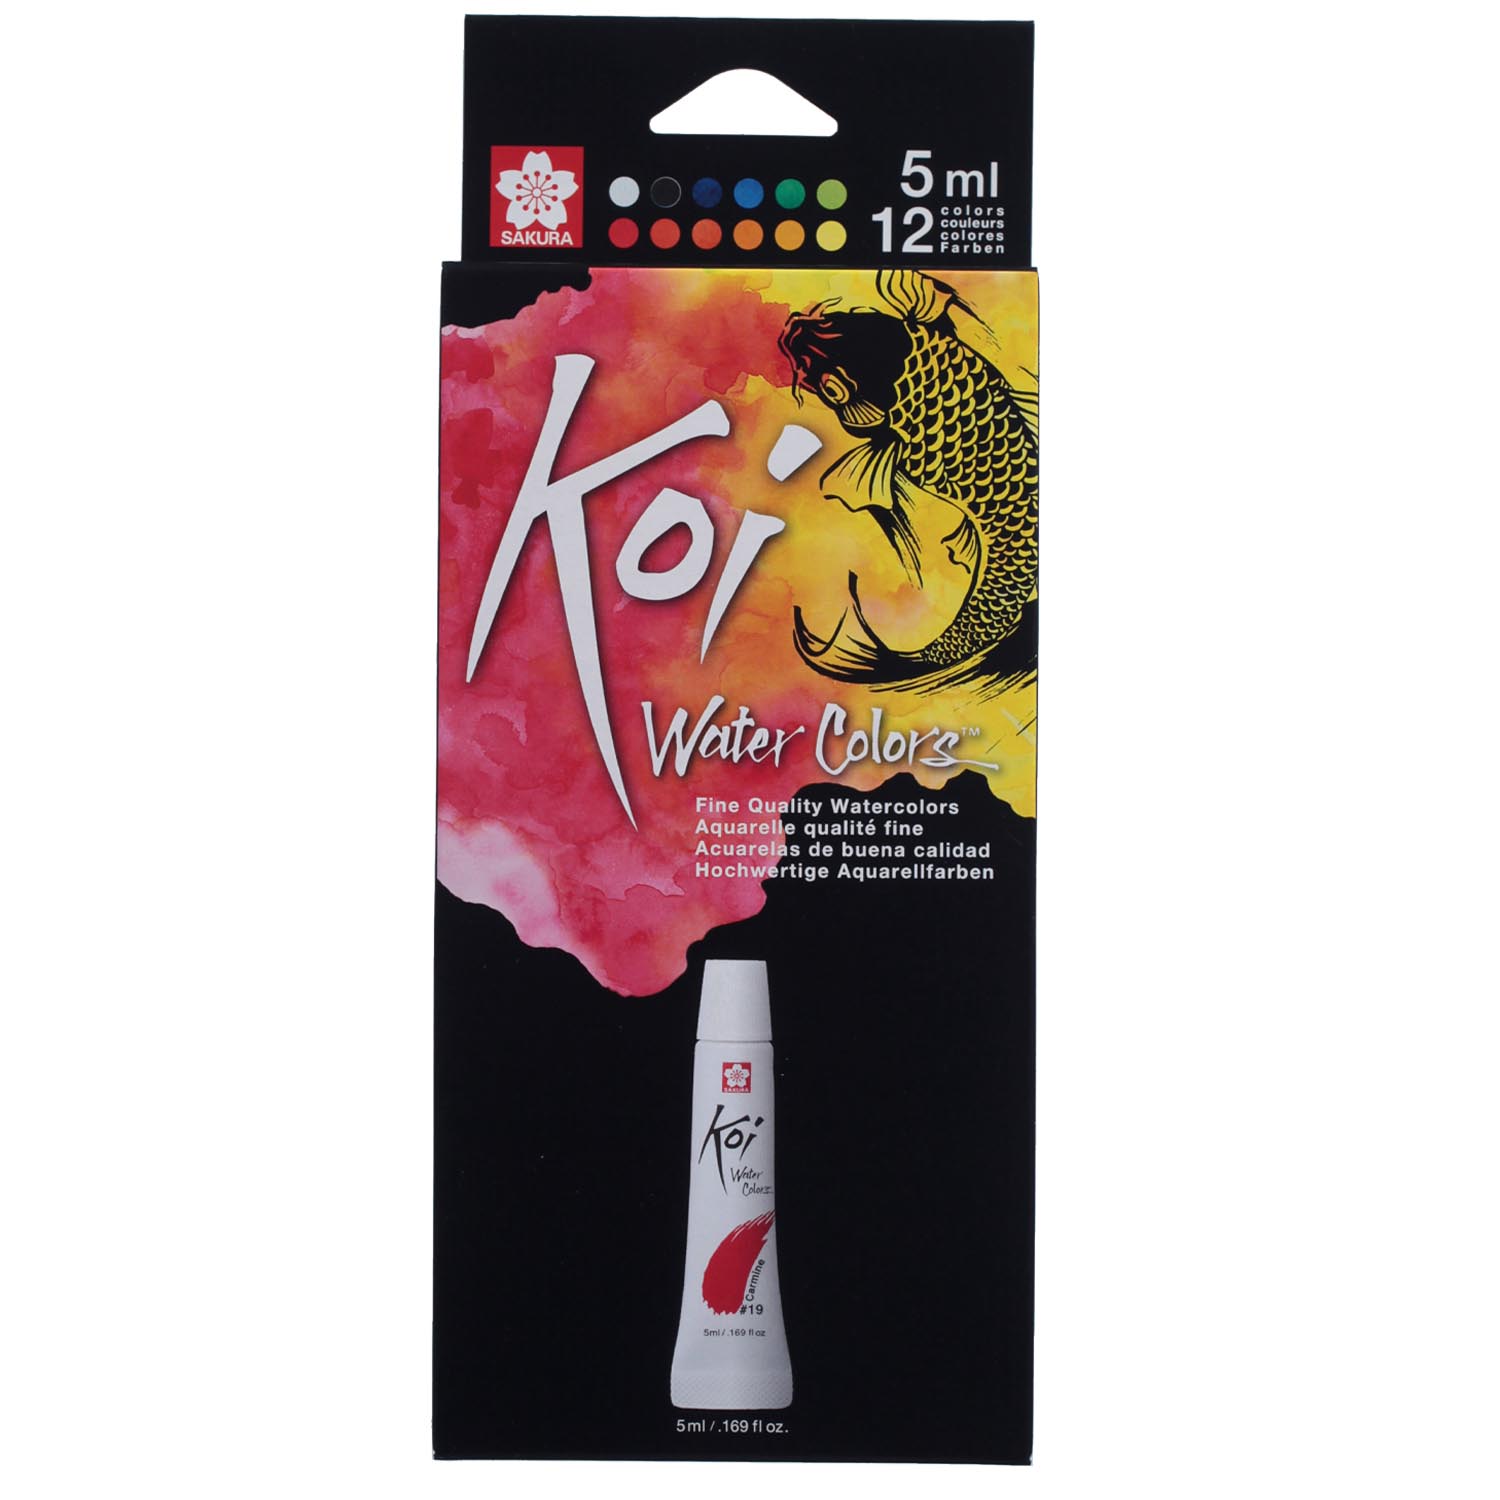 SAKURA
5 ml
12
colors
couleurs
colores
Farben
Koi
Water Colors™
Fine Quality Watercolors
Aquarelle qualité fine
Acuarelas de buena calidad
Hochwertige Aquarellfarben
SAKURA
Koi
Water
Colors
Carmine
#19
5ml/.169 fl oz
5ml/.169 fl oz.